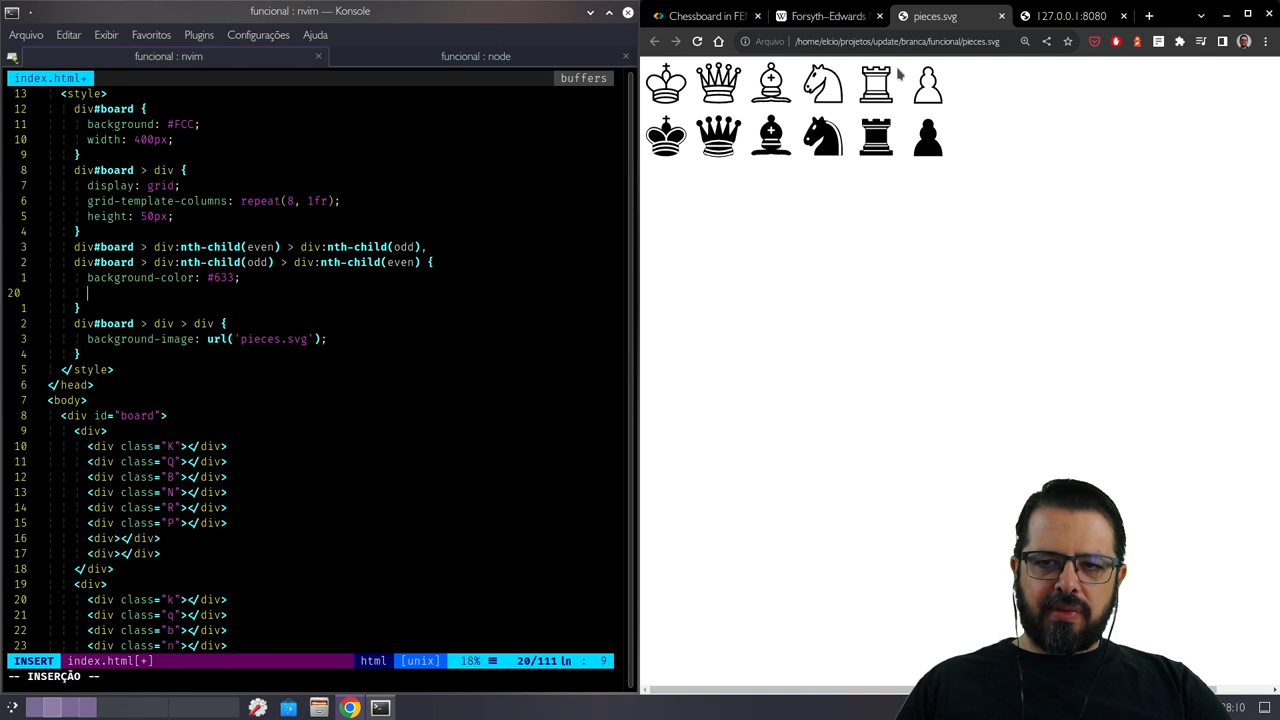 funcional : nvim — Konsole
Arquivo Editar Exibir Favoritos Plugins Configurações Ajuda
funcional : nvim
funcional : node
index.html+
buffers
13 <style>
12 div#board {
11 background: #FCC;
10 width: 400px;
9 }
8 div#board > div {
7 display: grid;
6 grid-template-columns: repeat(8, 1fr);
5 height: 50px;
4 }
3 div#board > div:nth-child(even) > div:nth-child(odd),
2 div#board > div:nth-child(odd) > div:nth-child(even) {
1 background-color: #633;
20
1 }
2 div#board > div > div {
3 background-image: url('pieces.svg');
4 }
5 </style>
6 </head>
7 <body>
8 <div id="board">
9 <div>
10 <div class="K"></div>
11 <div class="Q"></div>
12 <div class="B"></div>
13 <div class="N"></div>
14 <div class="R"></div>
15 <div class="P"></div>
16 <div></div>
17 <div></div>
18 </div>
19 <div>
20 <div class="k"></div>
21 <div class="q"></div>
22 <div class="b"></div>
23 <div class="n"></div>
INSERT index.html[+] html [unix] 18% 20/111 ln : 9
-- INSERÇÃO --
Chessboard in FEN
Forsyth–Edwards
pieces.svg
127.0.0.1:8080
Arquivo /home/elcio/projetos/update/branca/funcional/pieces.svg